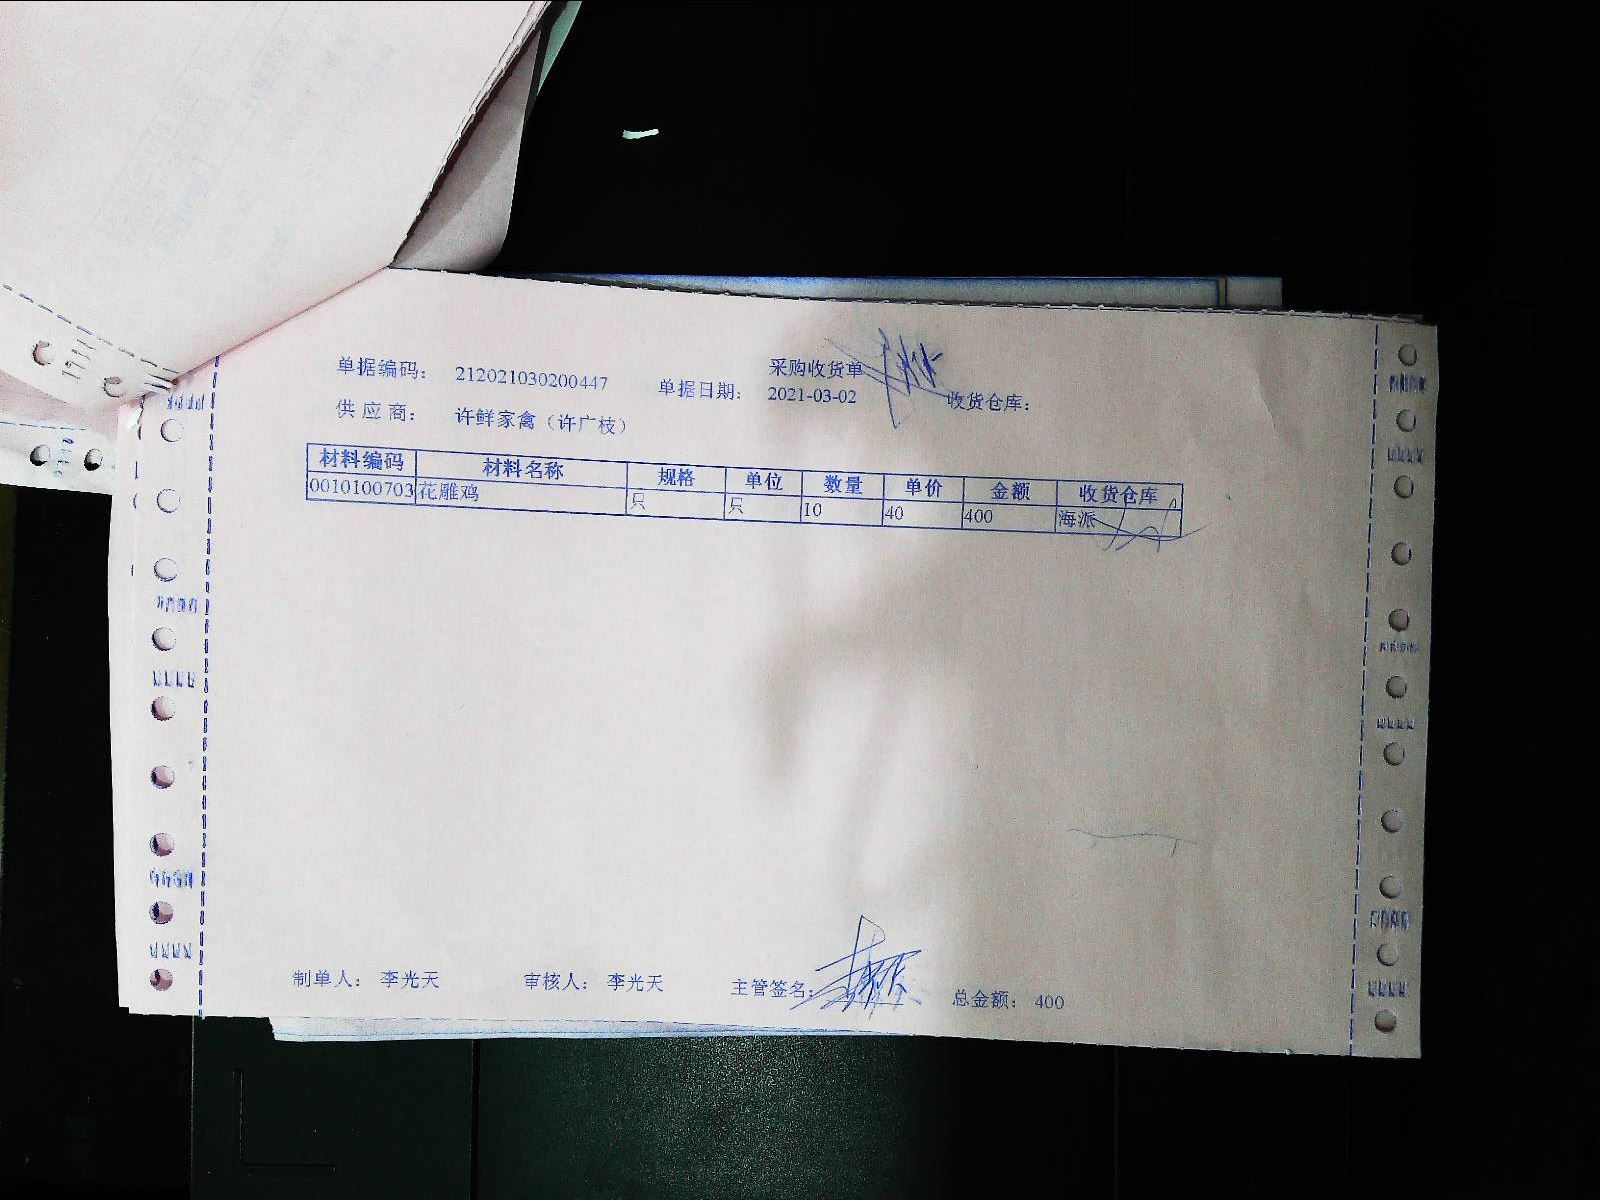 采购收货单
单据编码: 212021030200447 单据日期: 2021-03-02 收货仓库:
供应商: 许鲜家禽（许广枝）
材料编码 材料名称 规格 单位 数量 单价 金额 收货仓库
0010100703 花雕鸡 只 只 10 40 400 海派
制单人: 李光天 审核人: 李光天 主管签名: 总金额: 400